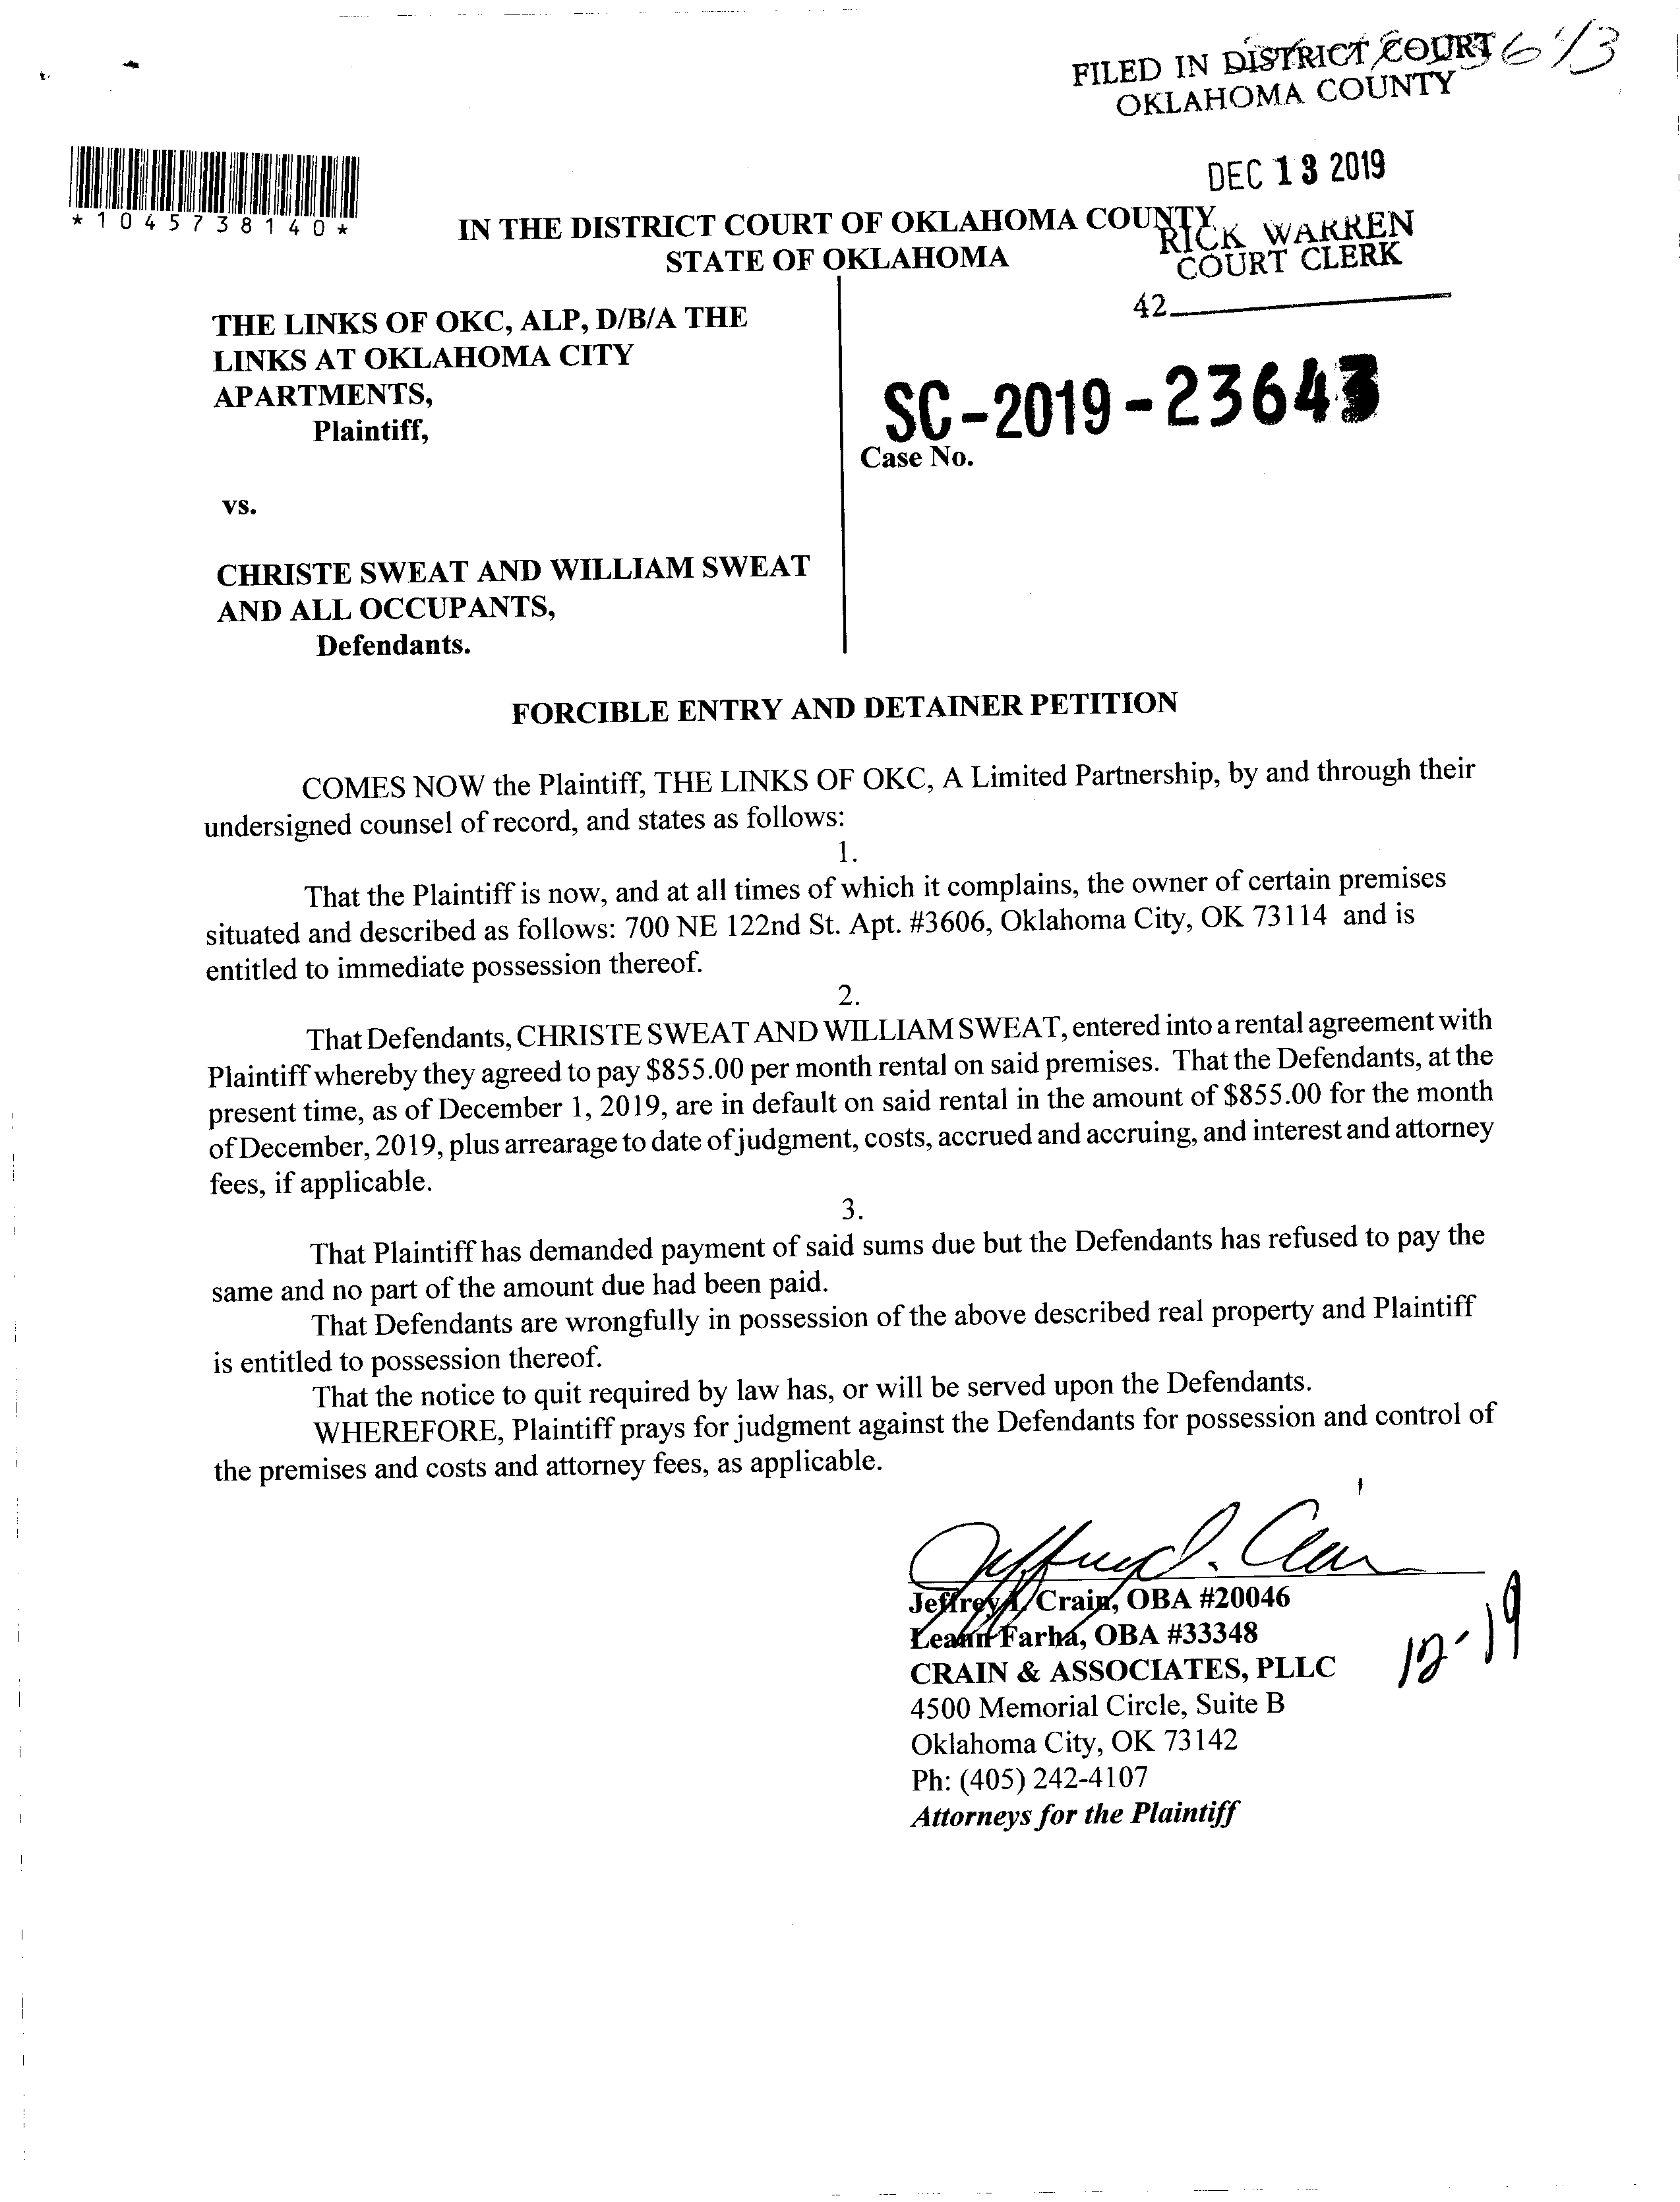 FILED IN DISTRICT COURT
OKLAHOMA COUNTY
DEC 13 2019
*1045738140*
IN THE DISTRICT COURT OF OKLAHOMA COUNTY
STATE OF OKLAHOMA
RICK WARREN
COURT CLERK
42
THE LINKS OF OKC, ALP, D/B/A THE
LINKS AT OKLAHOMA CITY
APARTMENTS,
Plaintiff,
SC-2019-23643
Case No.
vs.
CHRISTE SWEAT AND WILLIAM SWEAT
AND ALL OCCUPANTS,
Defendants.
FORCIBLE ENTRY AND DETAINER PETITION
COMES NOW the Plaintiff, THE LINKS OF OKC, A Limited Partnership, by and through their
undersigned counsel of record, and states as follows:
1.
That the Plaintiff is now, and at all times of which it complains, the owner of certain premises
situated and described as follows: 700 NE 122nd St. Apt. #3606, Oklahoma City, OK 73114 and is
entitled to immediate possession thereof.
2.
That Defendants, CHRISTE SWEAT AND WILLIAM SWEAT, entered into a rental agreement with
Plaintiff whereby they agreed to pay $855.00 per month rental on said premises. That the Defendants, at the
present time, as of December 1, 2019, are in default on said rental in the amount of $855.00 for the month
of December, 2019, plus arrearage to date of judgment, costs, accrued and accruing, and interest and attorney
fees, if applicable.
3.
That Plaintiff has demanded payment of said sums due but the Defendants has refused to pay the
same and no part of the amount due had been paid.
That Defendants are wrongfully in possession of the above described real property and Plaintiff
is entitled to possession thereof.
That the notice to quit required by law has, or will be served upon the Defendants.
WHEREFORE, Plaintiff prays for judgment against the Defendants for possession and control of
the premises and costs and attorney fees, as applicable.
Jeffrey Crain, OBA #20046
Leann Farha, OBA #33348
CRAIN & ASSOCIATES, PLLC
12-19
4500 Memorial Circle, Suite B
Oklahoma City, OK 73142
Ph: (405) 242-4107
Attorneys for the Plaintiff